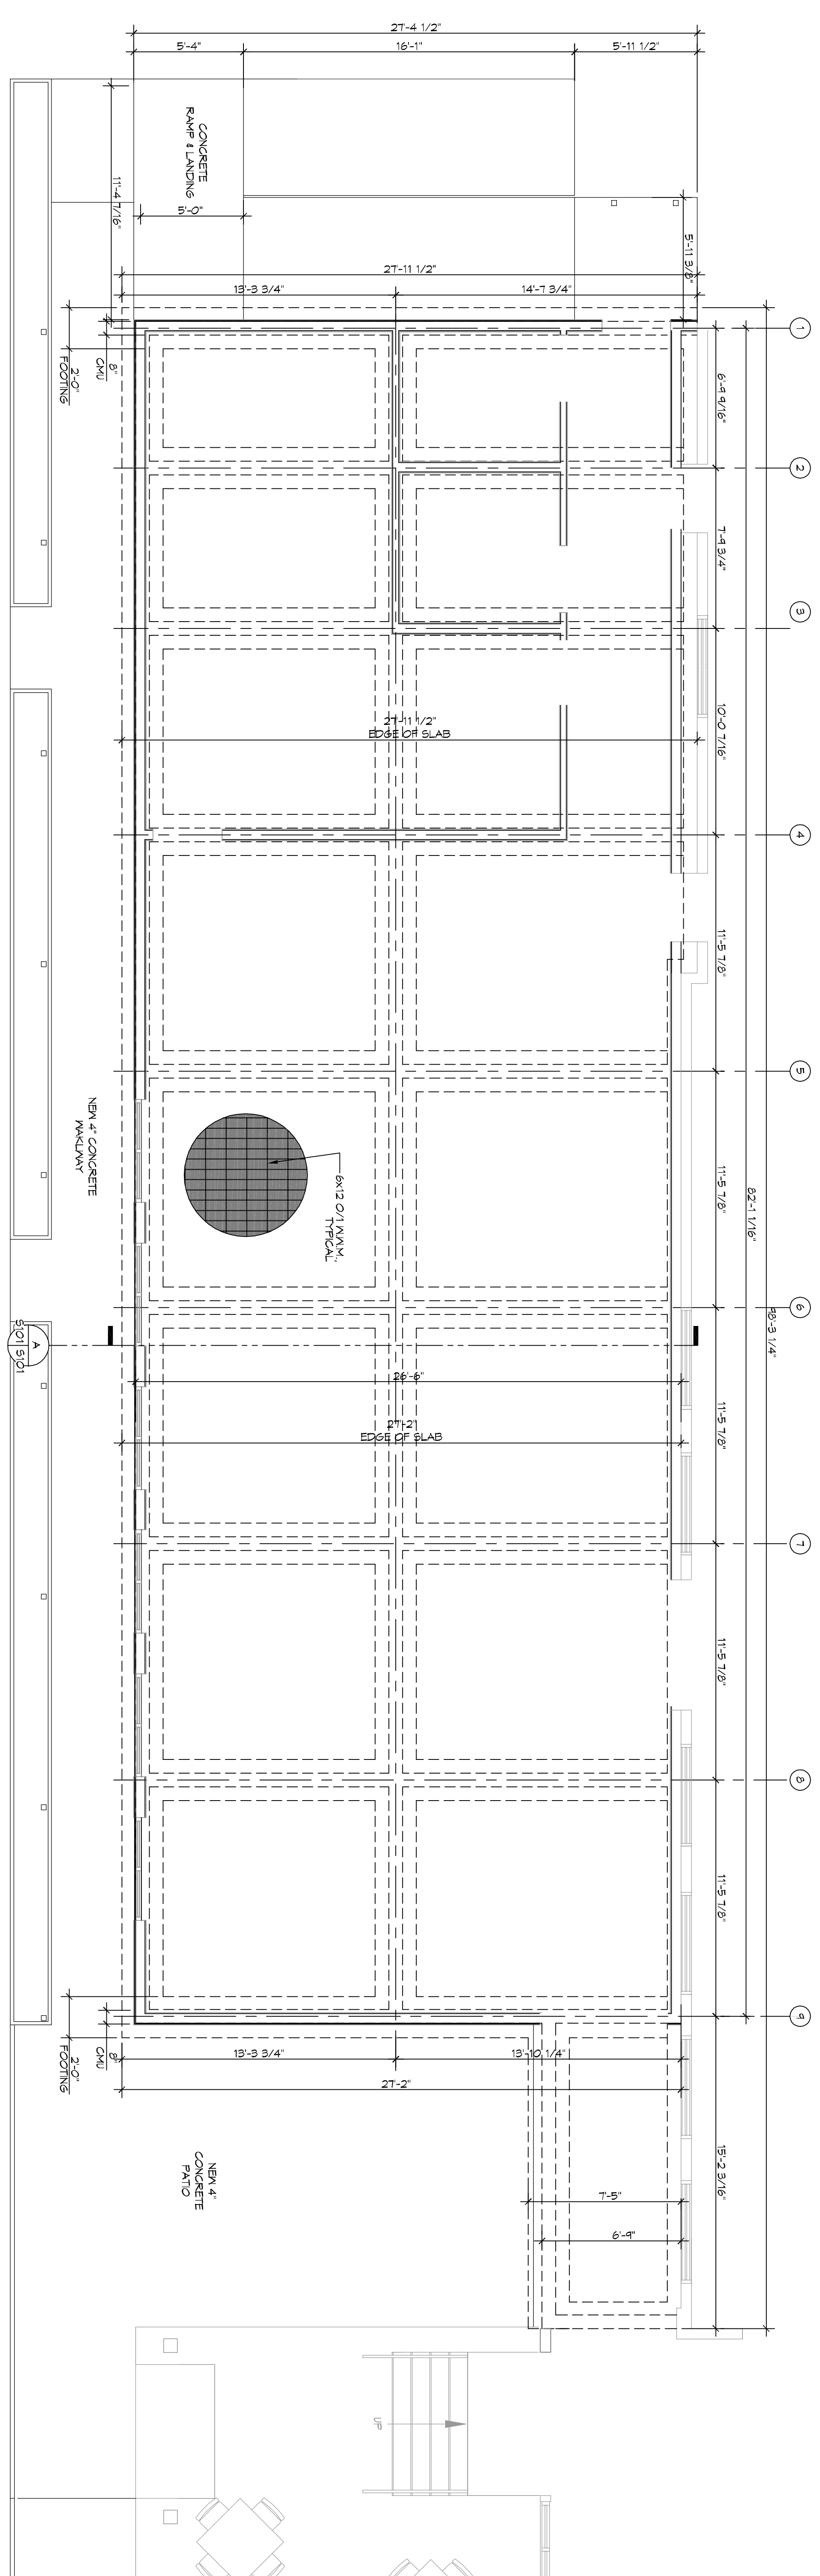 27'-4 1/2"
5'-4"
16'-1"
5'-11 1/2"
CONCRETE
RAMP & LANDING
11'-4 7/16"
5'-0"
5'-11 3/8"
27'-11 1/2"
13'-3 3/4"
14'-7 3/4"
1
8"
CMU
2'-0"
FOOTING
6'-9 9/16"
2
7'-9 3/4"
3
27'-11 1/2"
EDGE OF SLAB
10'-0 7/16"
4
11'-5 7/8"
5
NEW 4" CONCRETE
WAKLWAY
6x12 O/1 W.W.M.,
TYPICAL
11'-5 7/8"
82'-1 1/16"
6
98'-3 1/4"
A
S101 S101
26'-6"
11'-5 7/8"
27'-2"
EDGE OF SLAB
7
11'-5 7/8"
8
11'-5 7/8"
9
8"
CMU
2'-0"
FOOTING
13'-3 3/4"
13'-10 1/4"
27'-2"
NEW 4"
CONCRETE
PATIO
15'-2 3/16"
7'-5"
6'-9"
UP